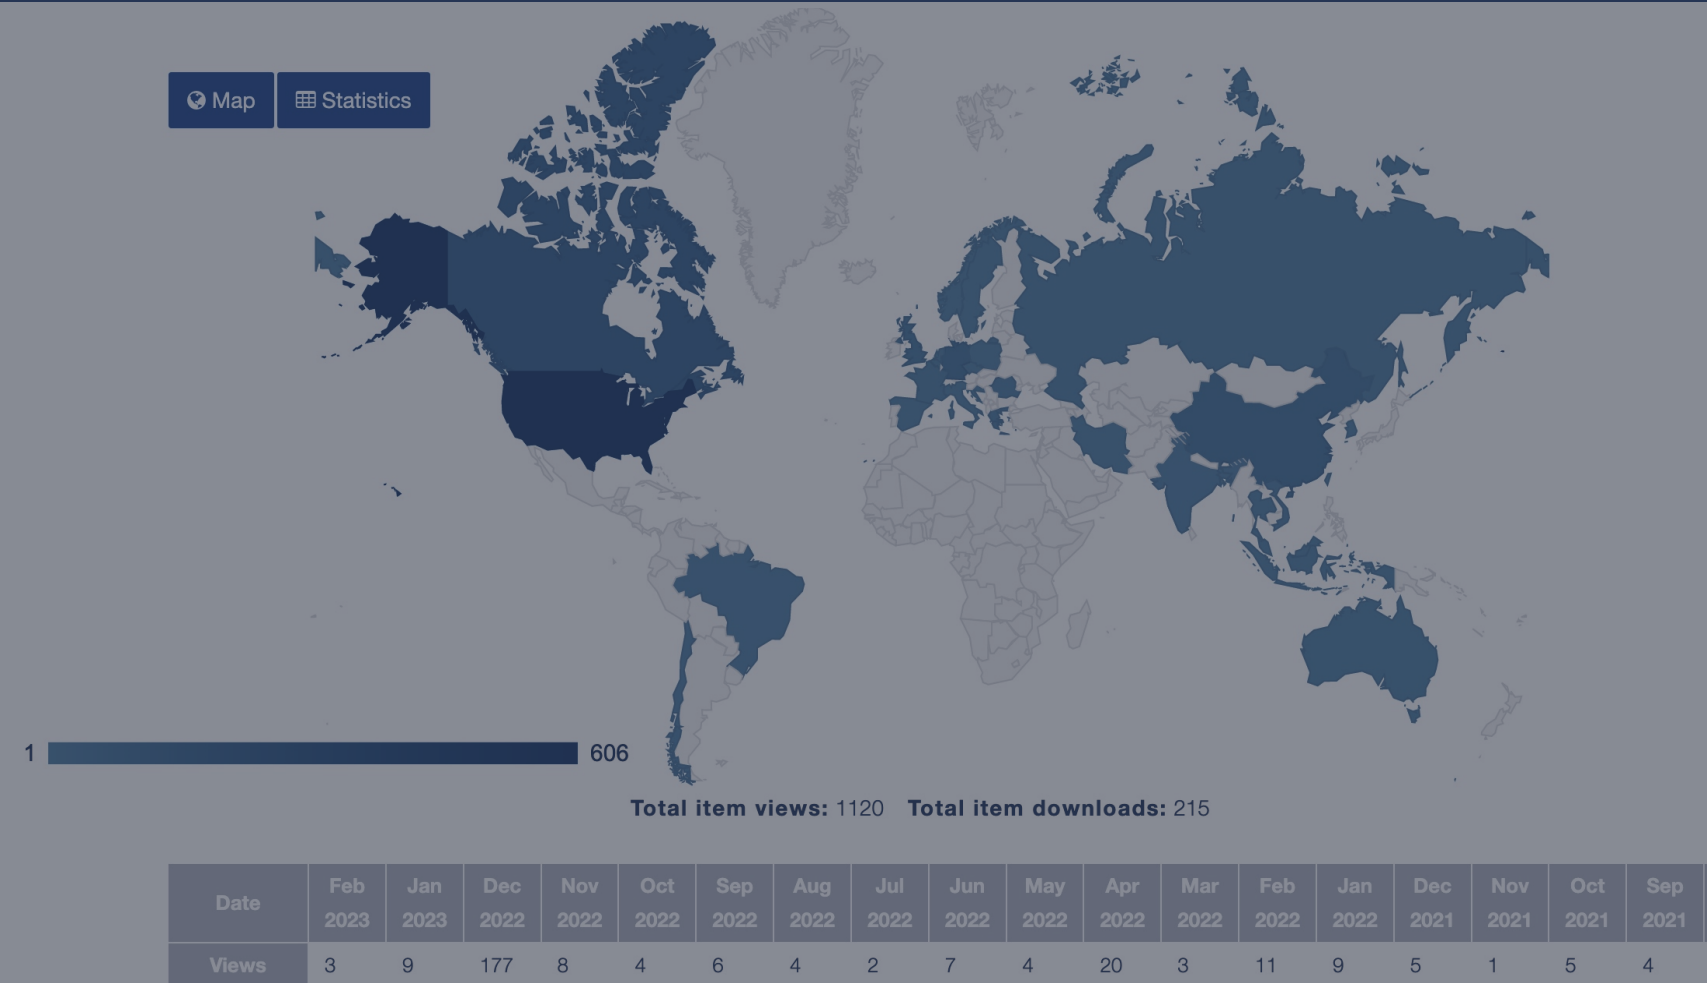 Map Statistics
1 606
Total item views: 1120 Total item downloads: 215
Date Feb 2023 Jan 2023 Dec 2022 Nov 2022 Oct 2022 Sep 2022 Aug 2022 Jul 2022 Jun 2022 May 2022 Apr 2022 Mar 2022 Feb 2022 Jan 2022 Dec 2021 Nov 2021 Oct 2021 Sep 2021
Views 3 9 177 8 4 6 4 2 7 4 20 3 11 9 5 1 5 4